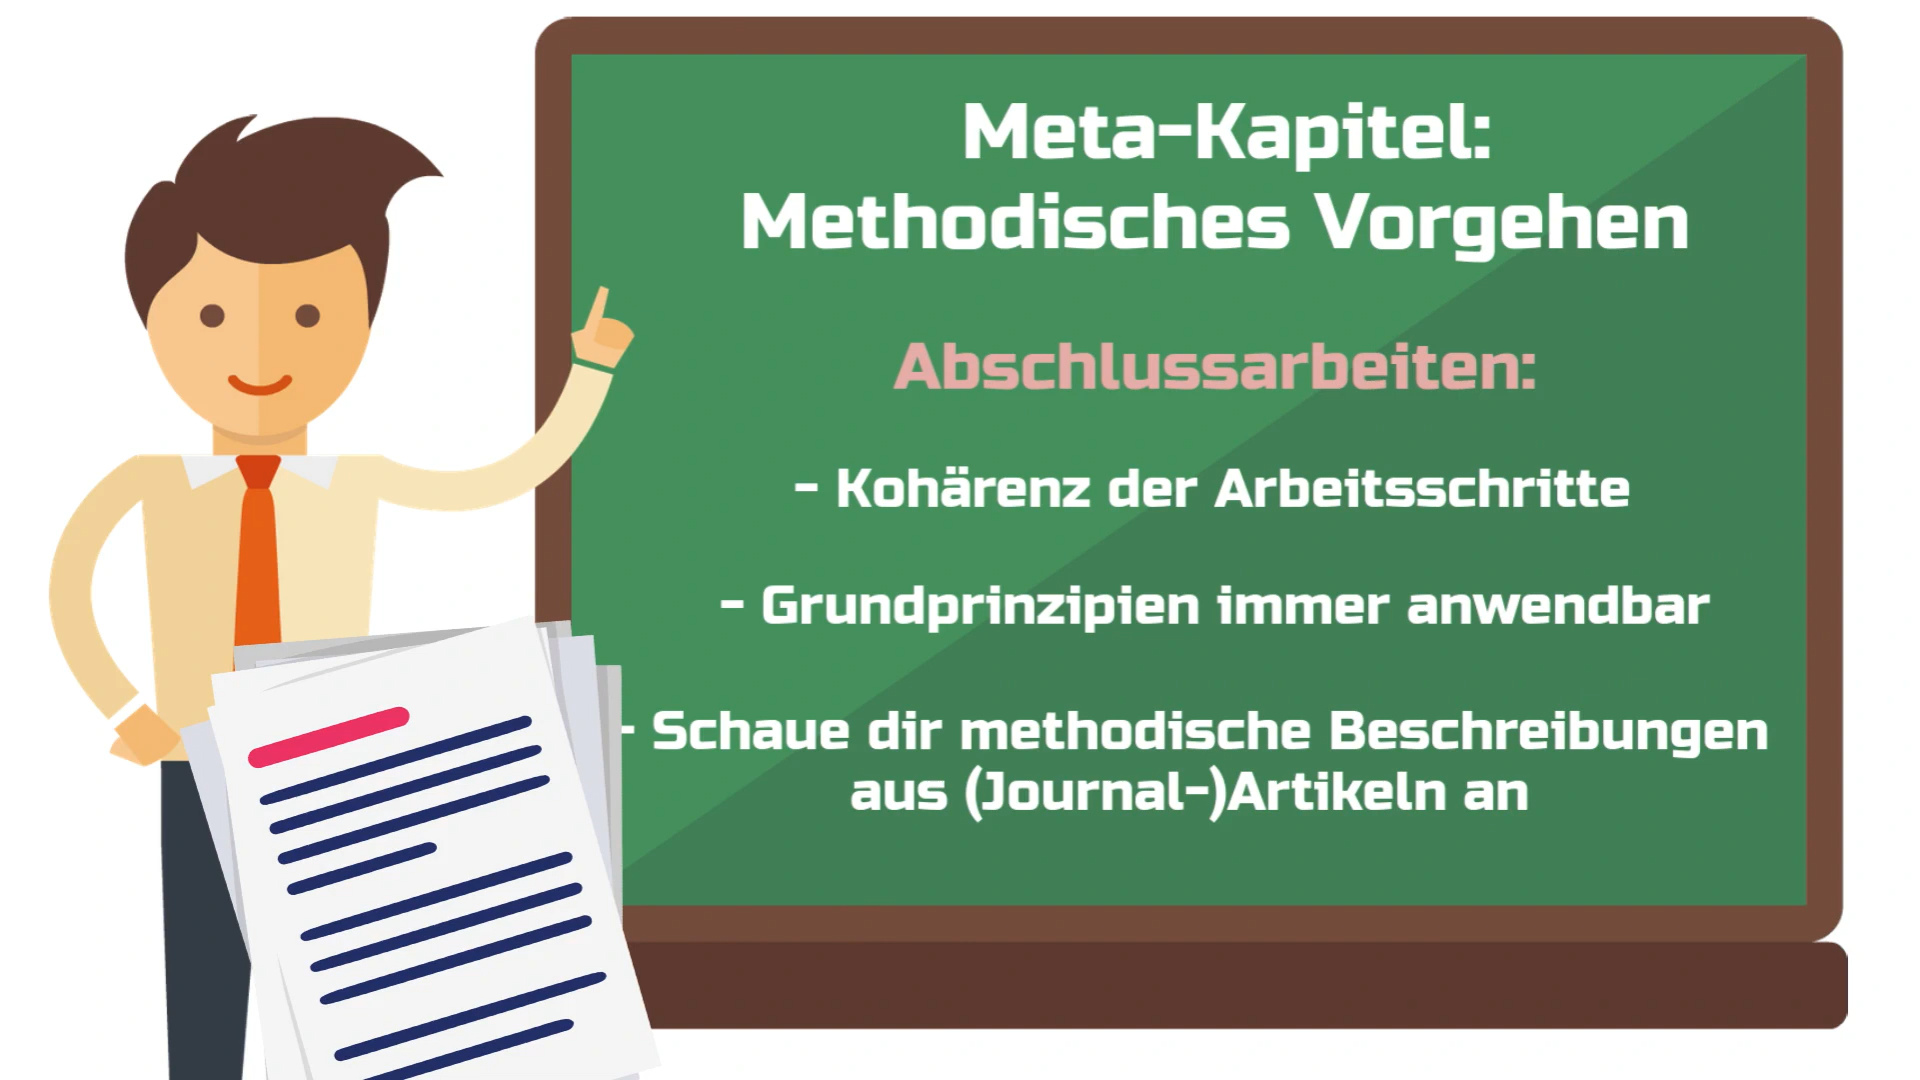 Meta-Kapitel:
Methodisches Vorgehen
Abschlussarbeiten:
- Kohärenz der Arbeitsschritte
- Grundprinzipien immer anwendbar
- Schaue dir methodische Beschreibungen
aus (Journal-)Artikeln an